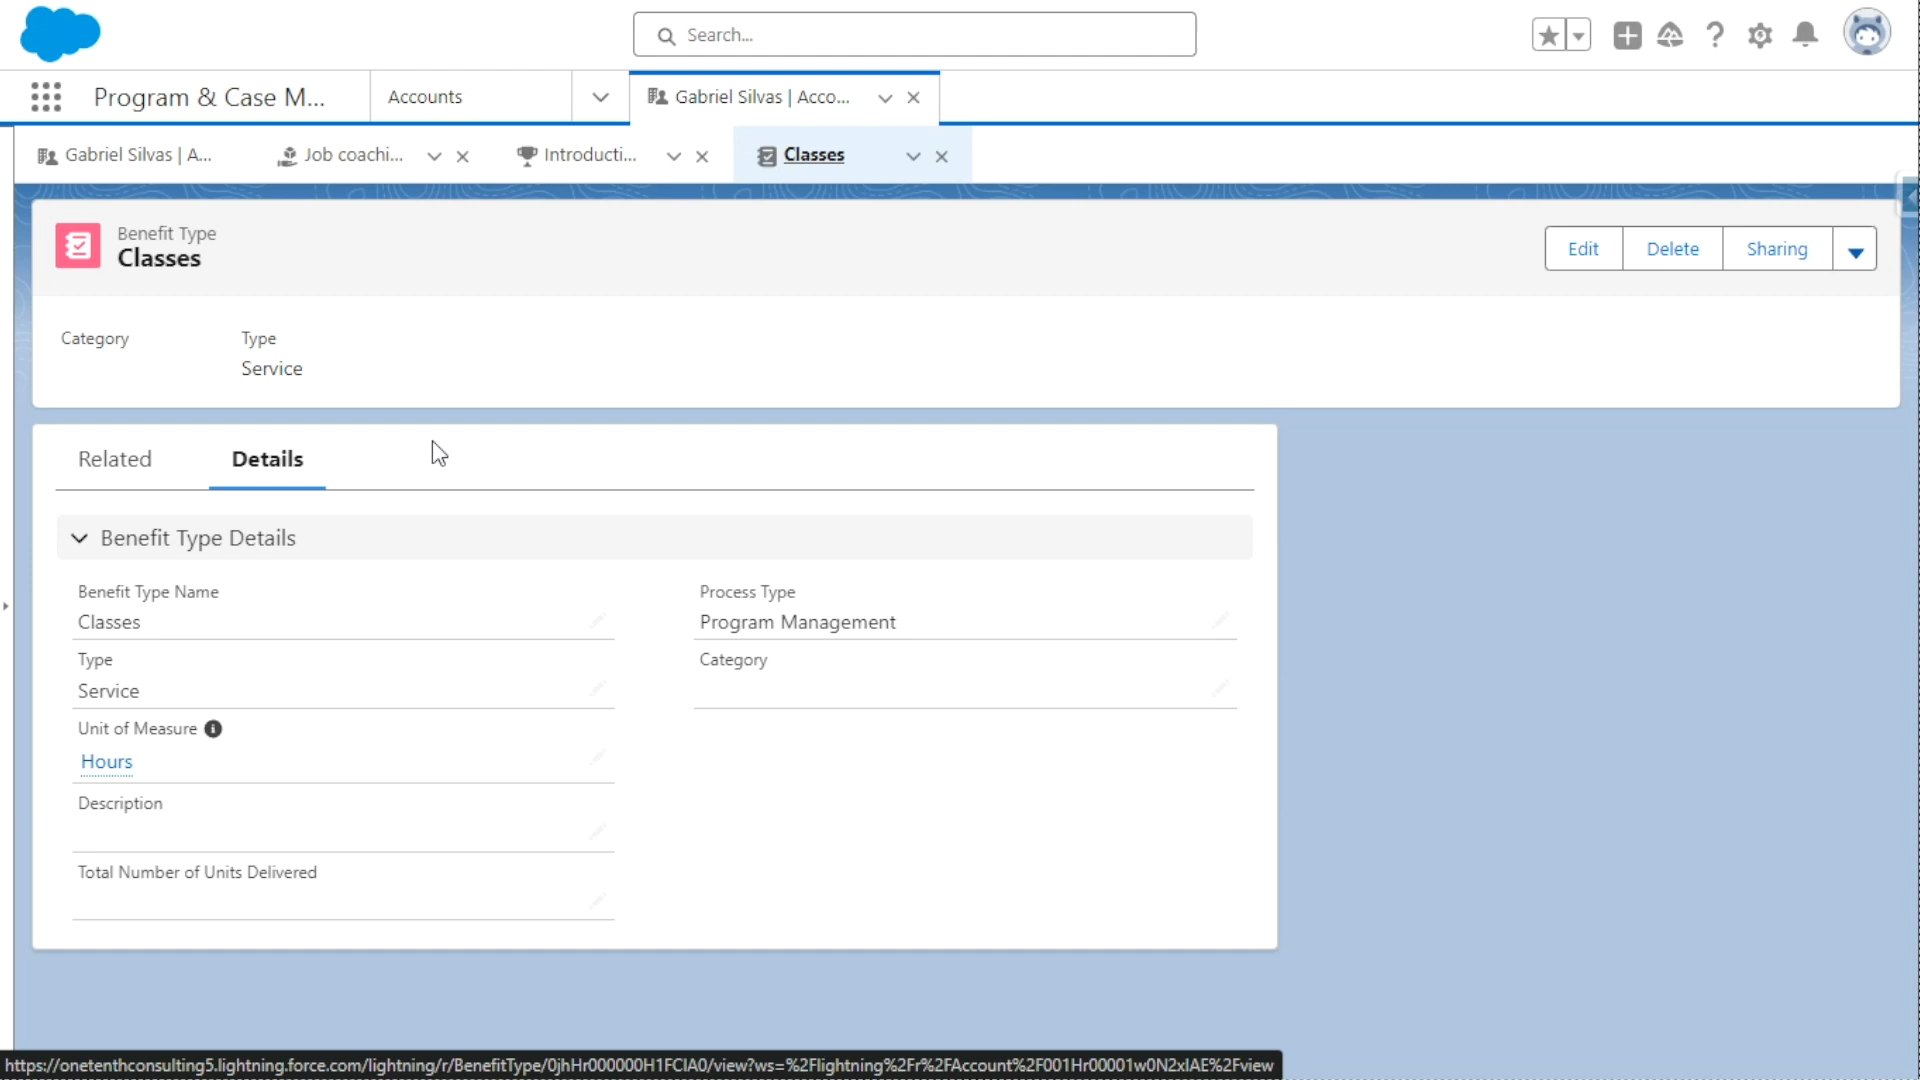 Search...
Program & Case M...
Accounts
Gabriel Silvas | Acco...
Gabriel Silvas | A...
Job coachi...
Introducti...
Classes
Benefit Type
Classes
Edit
Delete
Sharing
Category
Type
Service
Related
Details
Benefit Type Details
Benefit Type Name
Classes
Process Type
Program Management
Type
Service
Category
Unit of Measure
Hours
Description
Total Number of Units Delivered
https://onetenthconsulting5.lightning.force.com/lightning/r/BenefitType/0jhHr000000H1FCIA0/view?ws=%2Flightning%2Fr%2FAccount%2F001Hr00001w0N2xIAE%2Fview